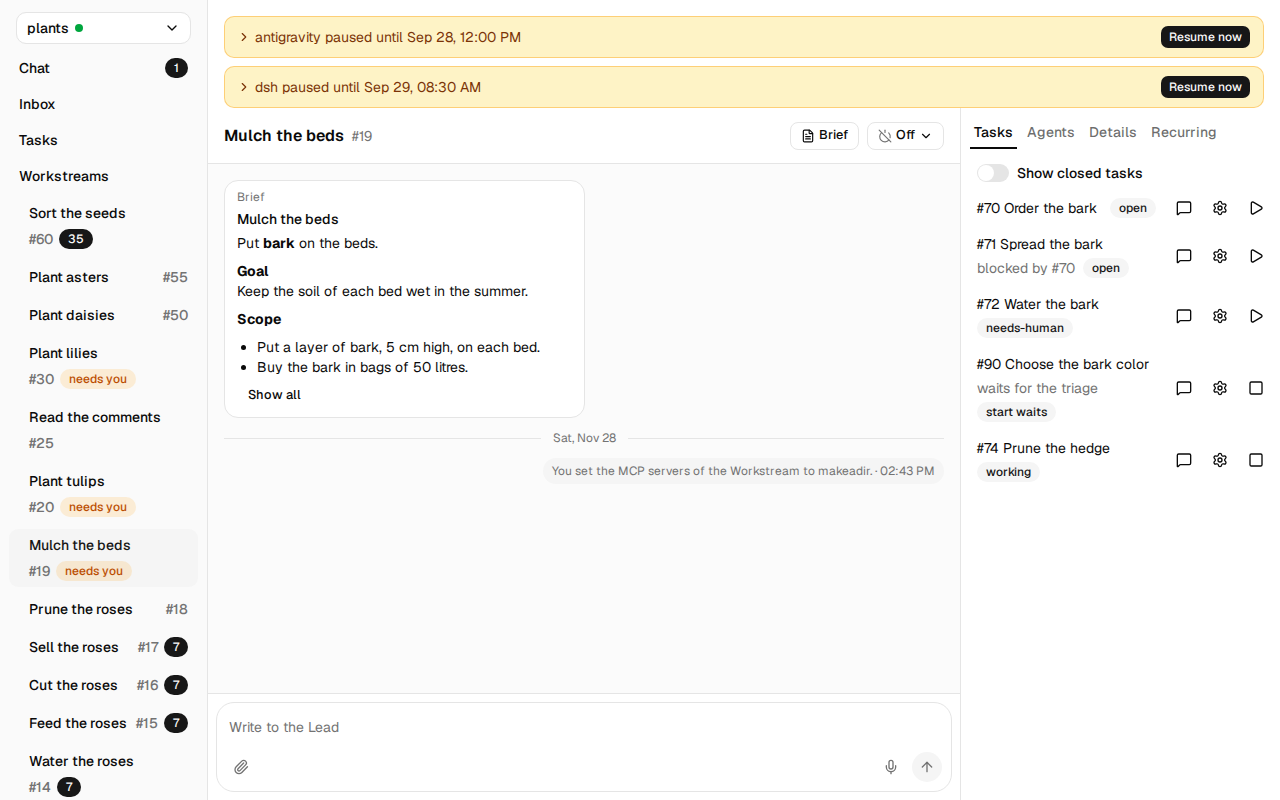 plants
Chat 1
Inbox
Tasks
Workstreams
Sort the seeds
#60 35
Plant asters #55
Plant daisies #50
Plant lilies
#30 needs you
Read the comments
#25
Plant tulips
#20 needs you
Mulch the beds
#19 needs you
Prune the roses #18
Sell the roses #17 7
Cut the roses #16 7
Feed the roses #15 7
Water the roses
#14 7
antigravity paused until Sep 28, 12:00 PM Resume now
dsh paused until Sep 29, 08:30 AM Resume now
Mulch the beds #19 Brief Off
Brief
Mulch the beds
Put bark on the beds.
Goal
Keep the soil of each bed wet in the summer.
Scope
• Put a layer of bark, 5 cm high, on each bed.
• Buy the bark in bags of 50 litres.
Show all
Sat, Nov 28
You set the MCP servers of the Workstream to makeadir. · 02:43 PM
Write to the Lead
Tasks Agents Details Recurring
Show closed tasks
#70 Order the bark open
#71 Spread the bark
blocked by #70 open
#72 Water the bark
needs-human
#90 Choose the bark color
waits for the triage
start waits
#74 Prune the hedge
working